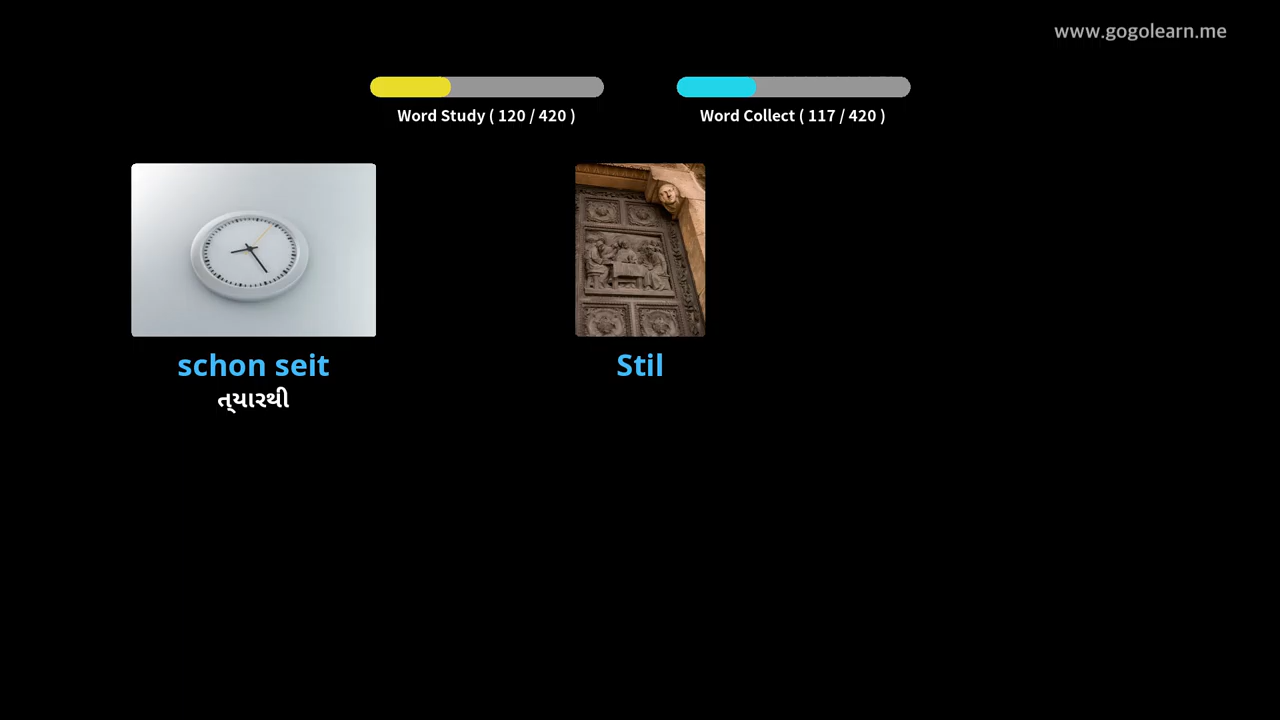 www.gogolearn.me
Word Study ( 120 / 420 )
Word Collect ( 117 / 420 )
schon seit
ત્યારથી
Stil